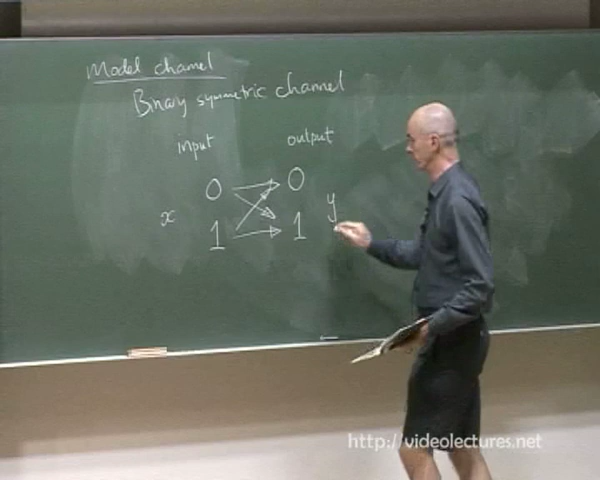 Model channel
Binary symmetric channel
input output
0 0
x y
1 1
http://videolectures.net